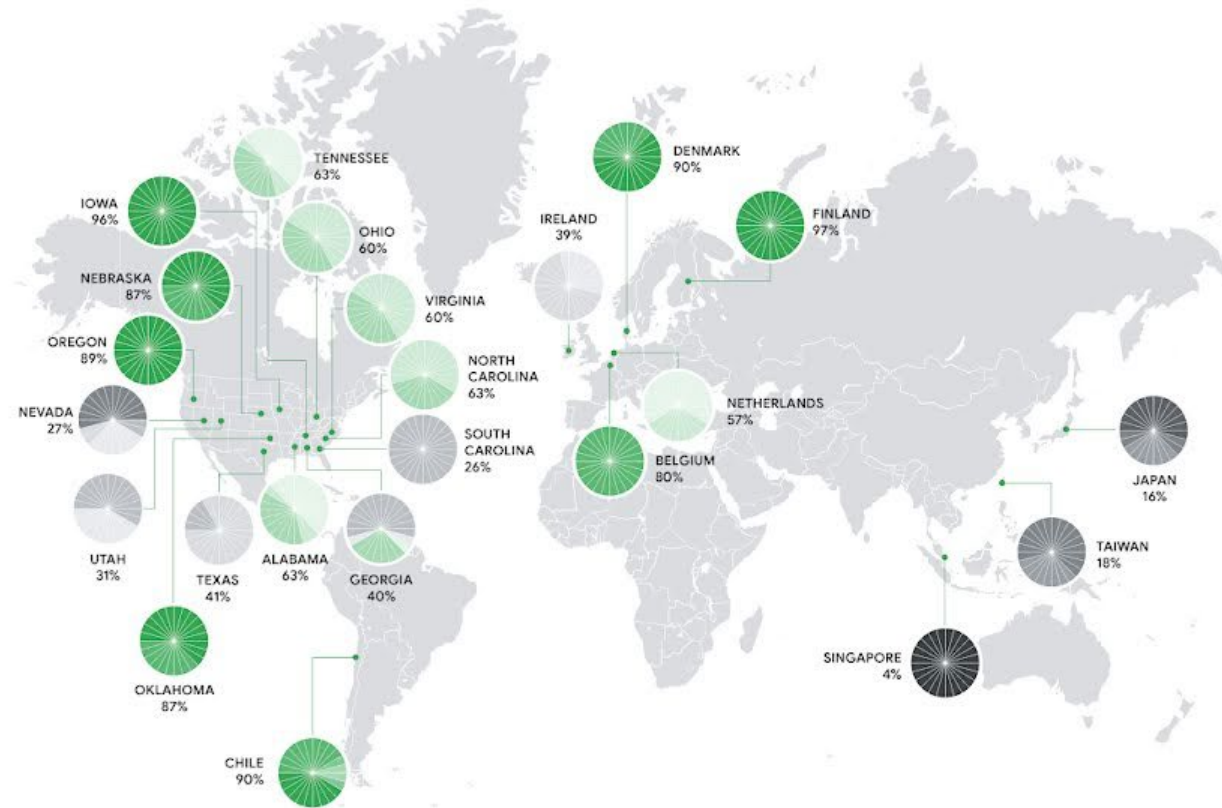 TENNESSEE
63%
IOWA
96%
OHIO
60%
NEBRASKA
87%
VIRGINIA
60%
OREGON
89%
NORTH
CAROLINA
63%
NEVADA
27%
SOUTH
CAROLINA
26%
UTAH
31%
TEXAS
41%
ALABAMA
63%
GEORGIA
40%
OKLAHOMA
87%
CHILE
90%
DENMARK
90%
IRELAND
39%
FINLAND
97%
NETHERLANDS
57%
BELGIUM
80%
JAPAN
16%
TAIWAN
18%
SINGAPORE
4%